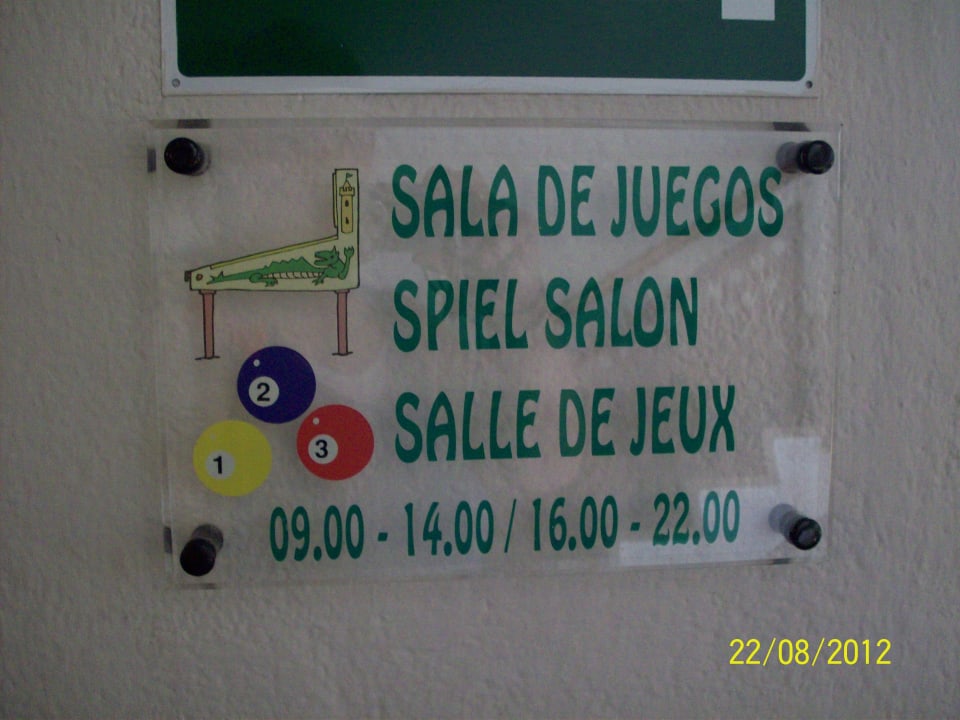 SALA DE JUEGOS
SPIEL SALON
SALLE DE JEUX
2
1
3
09.00 - 14.00 / 16.00 - 22.00
22/08/2012